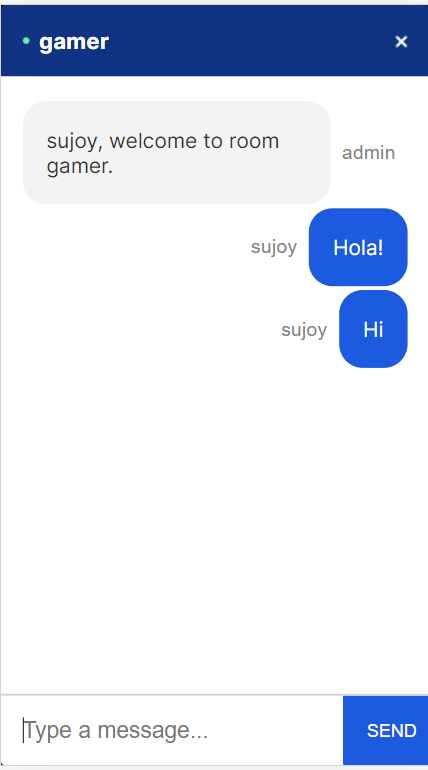 gamer ×
sujoy, welcome to room
gamer.
admin
sujoy Hola!
sujoy Hi
Type a message... SEND